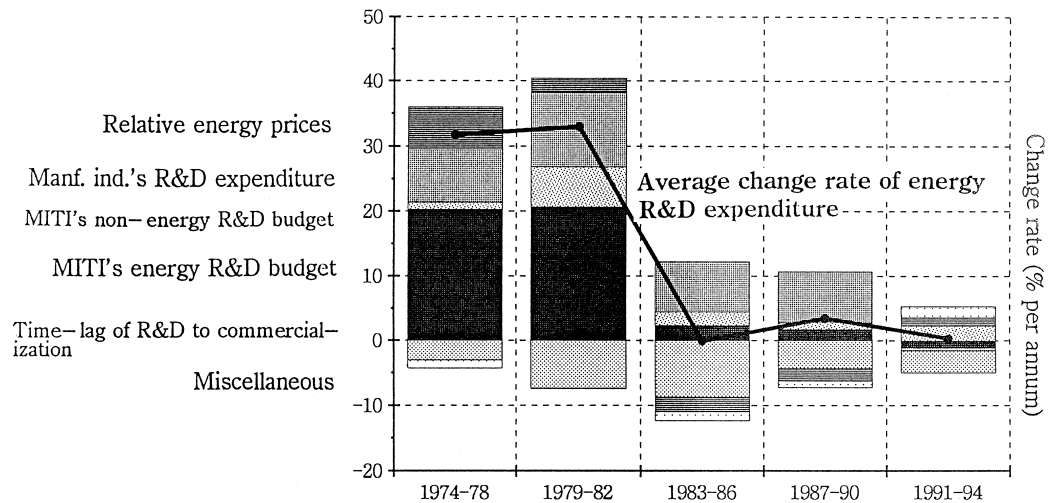 50
40
30
20
10
0
-10
-20
Relative energy prices
Manf. ind.'s R&D expenditure
MITI's non-energy R&D budget
MITI's energy R&D budget
Time-lag of R&D to commercial-
ization
Miscellaneous
Average change rate of energy
R&D expenditure
Change rate (% per annum)
1974-78
1979-82
1983-86
1987-90
1991-94